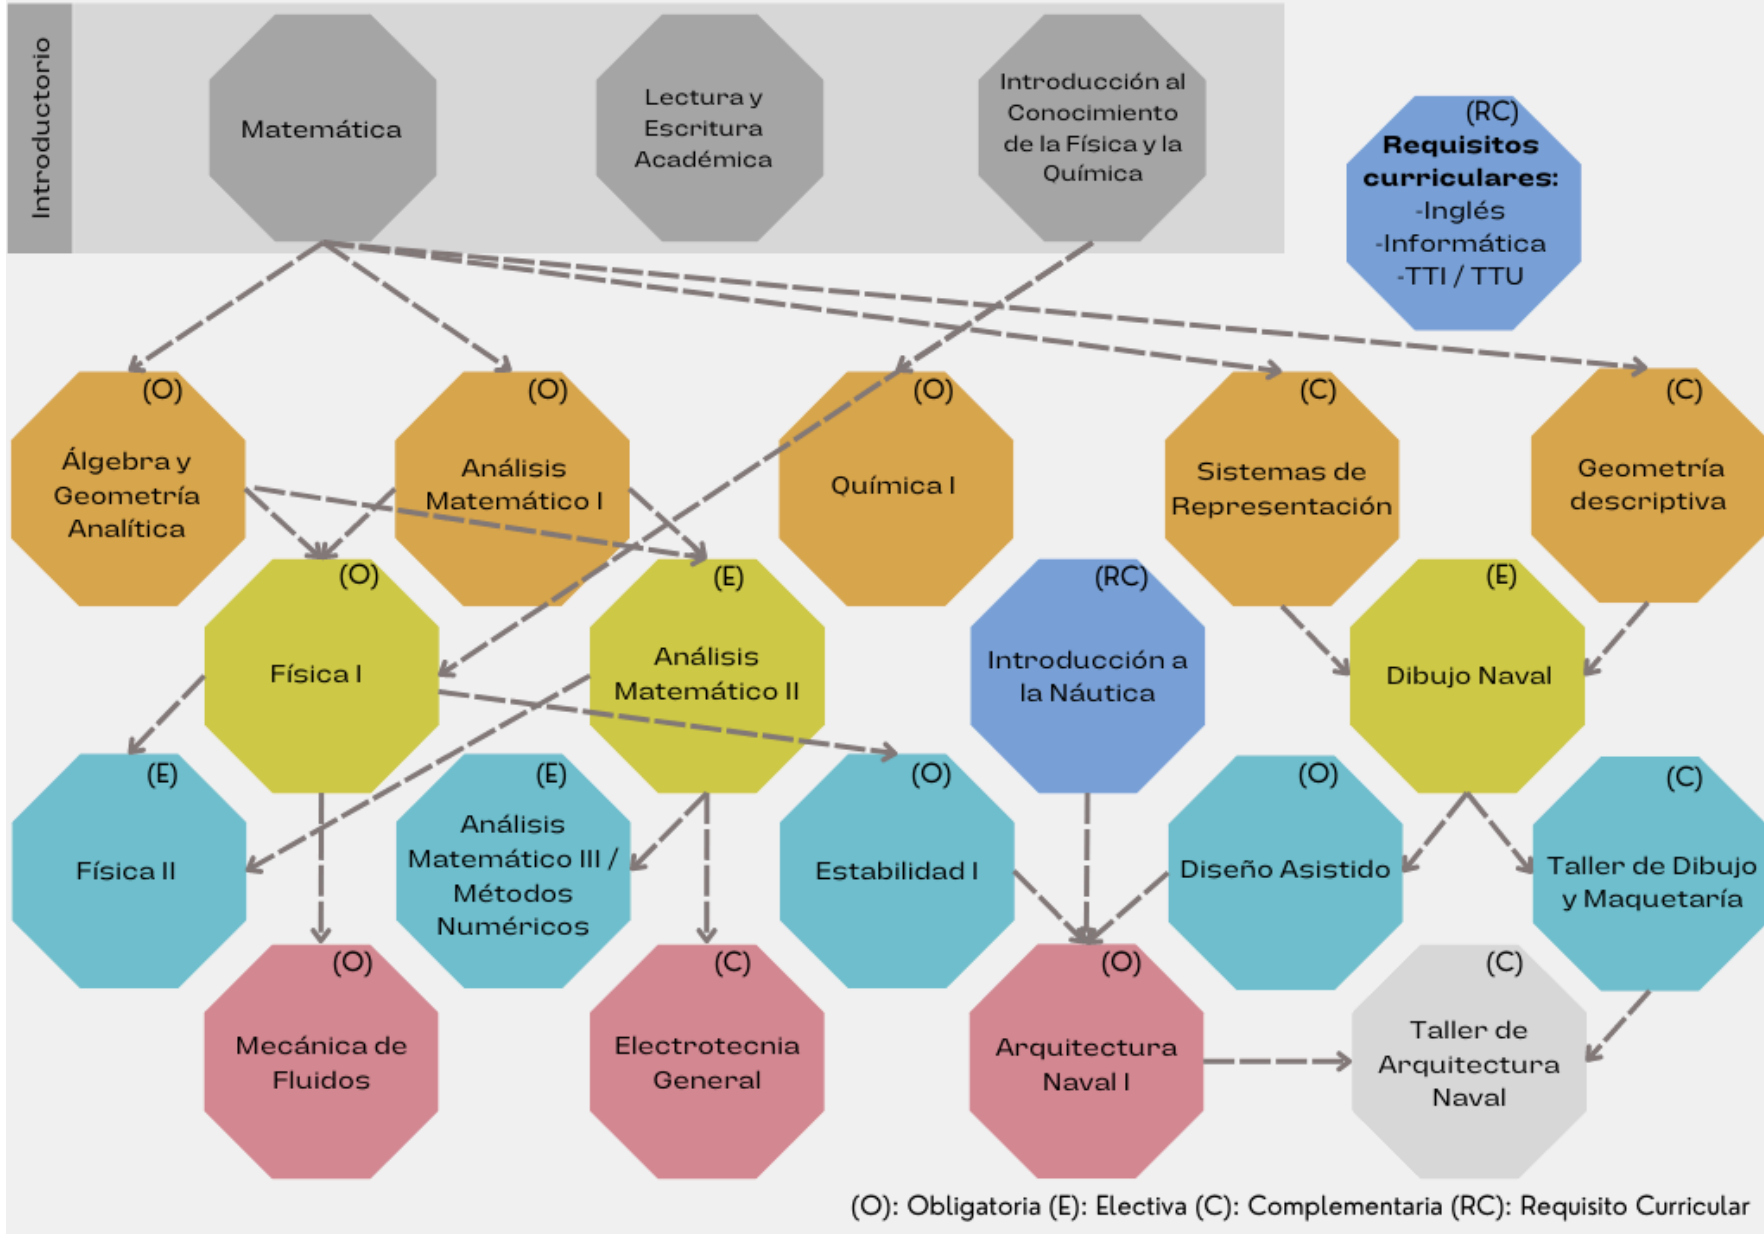 Introductorio
Matemática
Lectura y
Escritura
Académica
Introducción al
Conocimiento
de la Física y la
Química
(RC)
Requisitos
curriculares:
-Inglés
-Informática
-TTI / TTU
(O)
Álgebra y
Geometría
Analítica
(O)
Análisis
Matemático I
(O)
Química I
(C)
Sistemas de
Representación
(C)
Geometría
descriptiva
(O)
Física I
(E)
Análisis
Matemático II
(RC)
Introducción a
la Náutica
(E)
Dibujo Naval
(E)
Física II
(E)
Análisis
Matemático III /
Métodos
Numéricos
(O)
Estabilidad I
(O)
Diseño Asistido
(C)
Taller de Dibujo
y Maquetaría
(O)
Mecánica de
Fluidos
(C)
Electrotecnia
General
(O)
Arquitectura
Naval I
(C)
Taller de
Arquitectura
Naval
(O): Obligatoria (E): Electiva (C): Complementaria (RC): Requisito Curricular